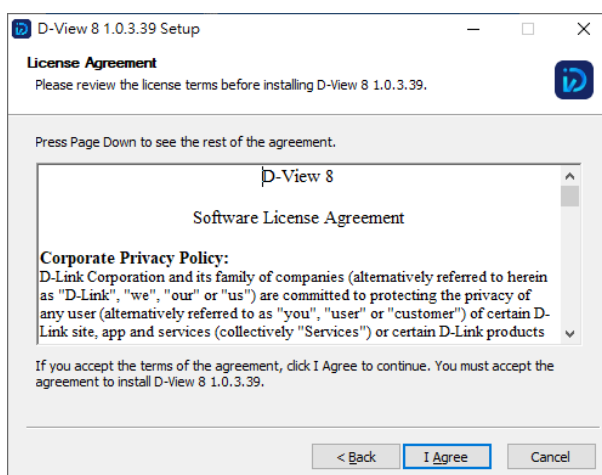 D-View 8 1.0.3.39 Setup
License Agreement
Please review the license terms before installing D-View 8 1.0.3.39.
Press Page Down to see the rest of the agreement.
D-View 8
Software License Agreement
Corporate Privacy Policy:
D-Link Corporation and its family of companies (alternatively referred to herein
as "D-Link", "we", "our" or "us") are committed to protecting the privacy of
any user (alternatively referred to as "you", "user" or "customer") of certain D-
Link site, app and services (collectively "Services") or certain D-Link products
If you accept the terms of the agreement, click I Agree to continue. You must accept the
agreement to install D-View 8 1.0.3.39.
< Back I Agree Cancel